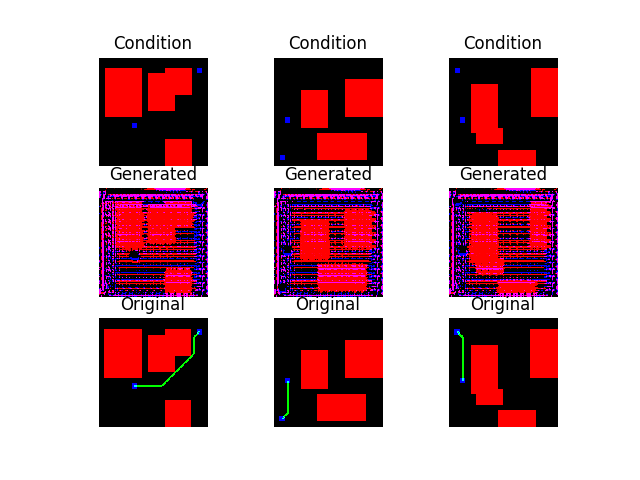 Condition Condition Condition
Generated Generated Generated
Original Original Original